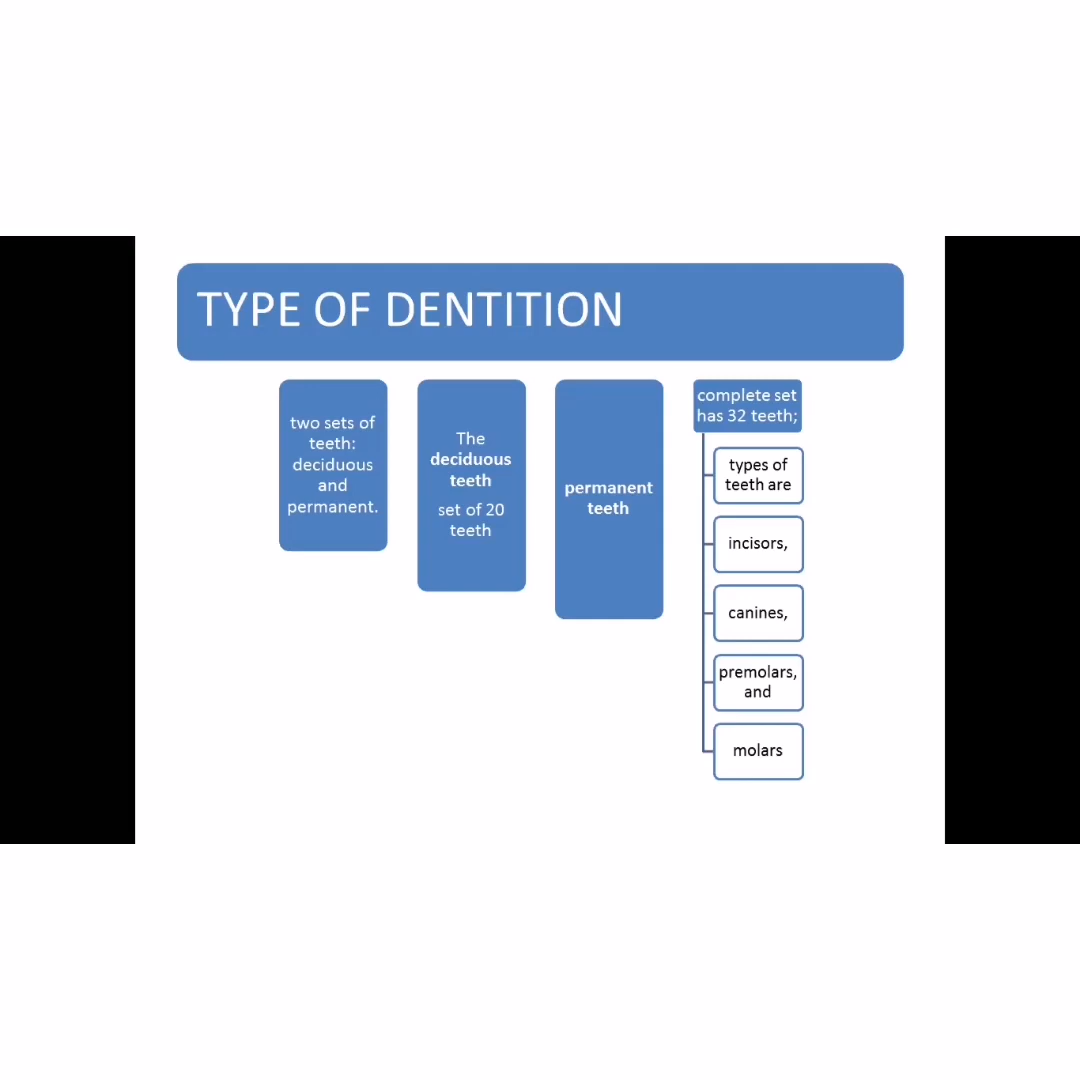 TYPE OF DENTITION
two sets of
teeth:
deciduous
and
permanent.
The
deciduous
teeth
set of 20
teeth
permanent
teeth
complete set
has 32 teeth;
types of
teeth are
incisors,
canines,
premolars,
and
molars